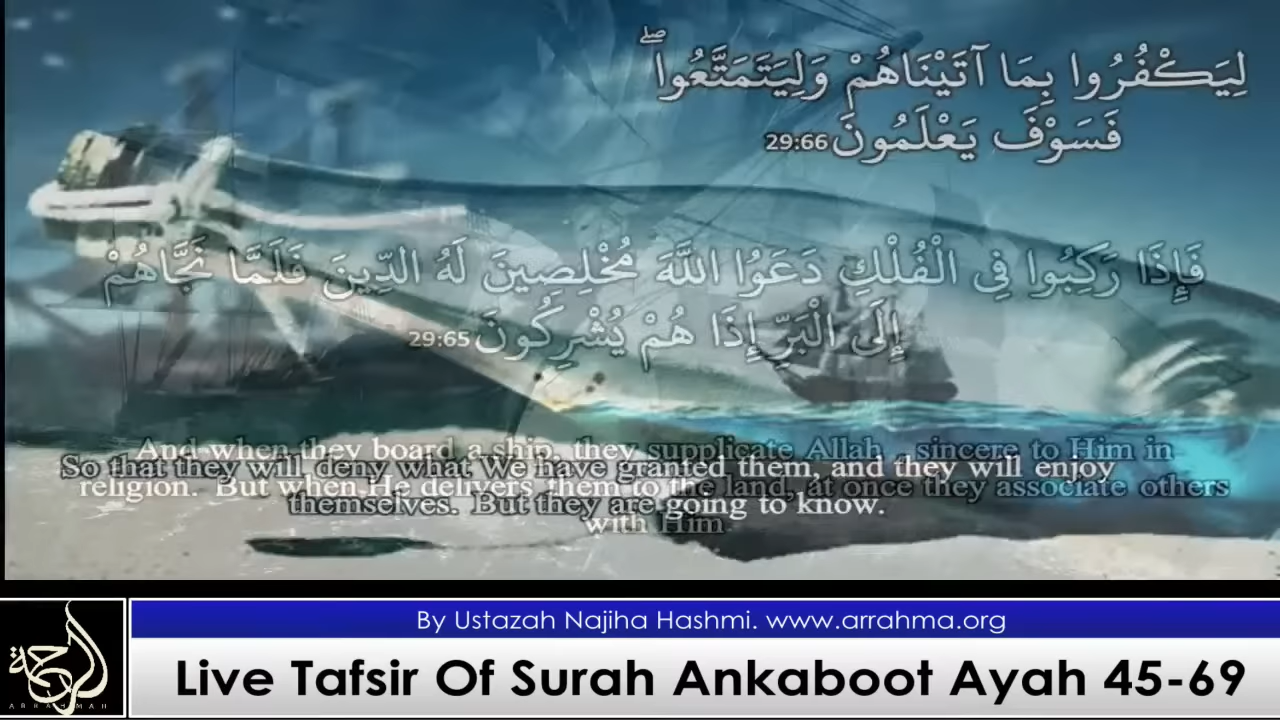 لِيَكْفُرُوا بِمَا آتَيْنَاهُمْ وَلِيَتَمَتَّعُوا ۖ
فَسَوْفَ يَعْلَمُونَ 29:66
فَإِذَا رَكِبُوا فِي الْفُلْكِ دَعَوُا اللَّهَ مُخْلِصِينَ لَهُ الدِّينَ فَلَمَّا نَجَّاهُمْ
إِلَى الْبَرِّ إِذَا هُمْ يُشْرِكُونَ 29:65
And when they board a ship, they supplicate Allah , sincere to Him in
So that they will deny what We have granted them, and they will enjoy
religion. But when He delivers them to the land, at once they associate others
themselves. But they are going to know.
with Him.
By Ustazah Najiha Hashmi. www.arrahma.org
Live Tafsir Of Surah Ankaboot Ayah 45-69
الرحمة
ARRAHMAH